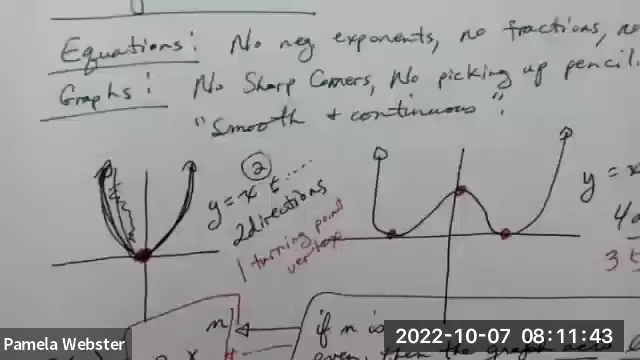 Equations: No neg exponents, no fractions, no
Graphs: No Sharp Corners, No picking up pencil.
"Smooth + continuous".
2
y=x + ....
2 directions
1 turning point
vertex
y = x
3 5
n
if n is
even, then the graph
x
Pamela Webster
2022-10-07 08:11:43